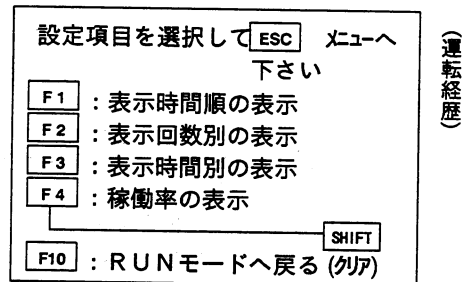 設定項目を選択して ESC メニューへ
下さい
F1 : 表示時間順の表示
F2 : 表示回数別の表示
F3 : 表示時間別の表示
F4 : 稼働率の表示
SHIFT
F10 : RUNモードへ戻る (クリア)
(運転経歴)